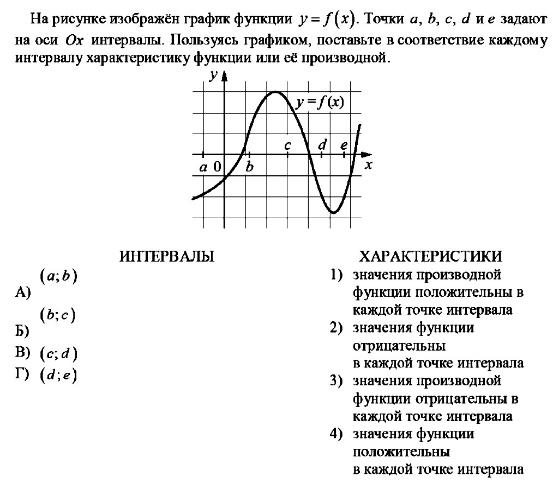 На рисунке изображён график функции y = f(x). Точки a, b, c, d и e задают
на оси Ox интервалы. Пользуясь графиком, поставьте в соответствие каждому
интервалу характеристику функции или её производной.
y
y = f(x)
a 0 b c d e x
ИНТЕРВАЛЫ
А) (a; b)
Б) (b; c)
В) (c; d)
Г) (d; e)
ХАРАКТЕРИСТИКИ
1) значения производной
функции положительны в
каждой точке интервала
2) значения функции
отрицательны
в каждой точке интервала
3) значения производной
функции отрицательны в
каждой точке интервала
4) значения функции
положительны
в каждой точке интервала